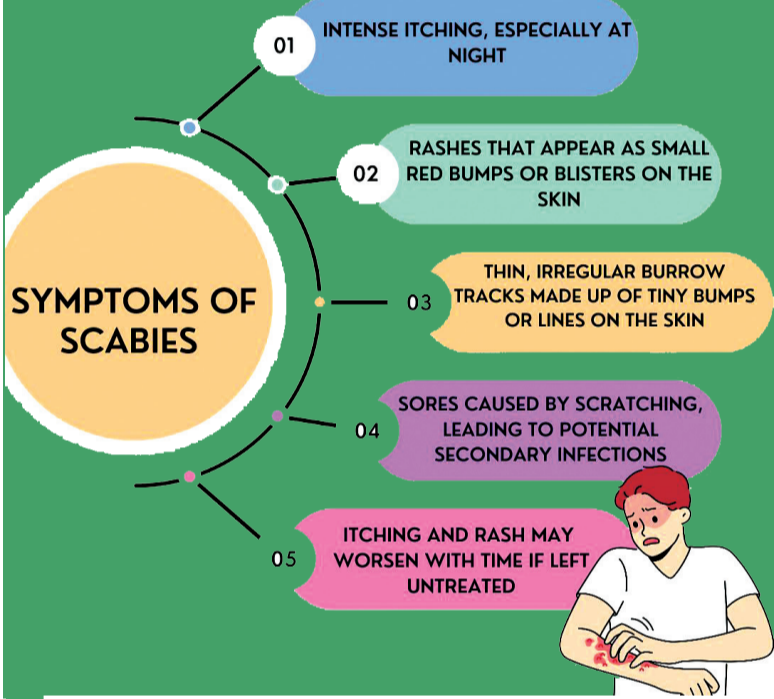 SYMPTOMS OF
SCABIES
01
INTENSE ITCHING, ESPECIALLY AT
NIGHT
02
RASHES THAT APPEAR AS SMALL
RED BUMPS OR BLISTERS ON THE
SKIN
03
THIN, IRREGULAR BURROW
TRACKS MADE UP OF TINY BUMPS
OR LINES ON THE SKIN
04
SORES CAUSED BY SCRATCHING,
LEADING TO POTENTIAL
SECONDARY INFECTIONS
05
ITCHING AND RASH MAY
WORSEN WITH TIME IF LEFT
UNTREATED